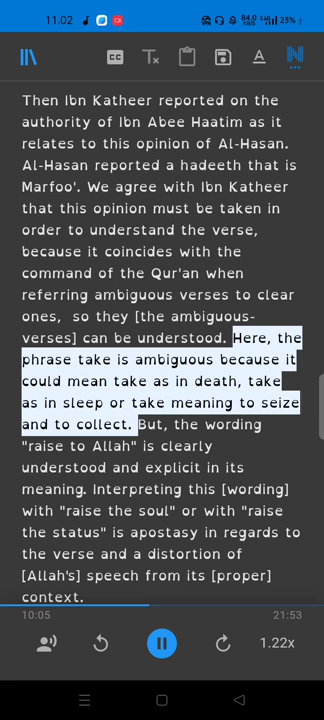 11.02
84,0 KB/S
23%
CC
A
N
Then Ibn Katheer reported on the
authority of Ibn Abee Haatim as it
relates to this opinion of Al-Hasan.
Al-Hasan reported a hadeeth that is
Marfoo'. We agree with Ibn Katheer
that this opinion must be taken in
order to understand the verse,
because it coincides with the
command of the Qur'an when
referring ambiguous verses to clear
ones,  so they [the ambiguous-
verses] can be understood. Here, the
phrase take is ambiguous because it
could mean take as in death, take
as in sleep or take meaning to seize
and to collect. But, the wording
"raise to Allah" is clearly
understood and explicit in its
meaning. Interpreting this [wording]
with "raise the soul" or with "raise
the status" is apostasy in regards to
the verse and a distortion of
[Allah's] speech from its [proper]
context.
10:05 21:53
1.22x